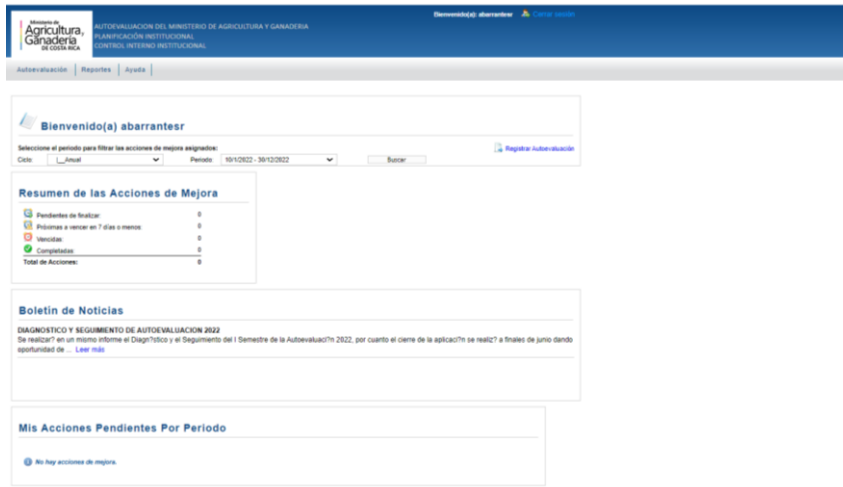 Ministerio de
Agricultura,
Ganadería
DE COSTA RICA
AUTOEVALUACION DEL MINISTERIO DE AGRICULTURA Y GANADERIA
PLANIFICACIÓN INSTITUCIONAL
CONTROL INTERNO INSTITUCIONAL
Bienvenido(a): abarrantesr Cerrar sesión
Autoevaluación Reportes Ayuda
Bienvenido(a) abarrantesr
Seleccione el periodo para filtrar las acciones de mejora asignados:
Registrar Autoevaluación
Ciclo: |__Anual Periodo: 10/1/2022 - 30/12/2022 Buscar
Resumen de las Acciones de Mejora
Pendientes de finalizar: 0
Próximas a vencer en 7 días o menos: 0
Vencidas: 0
Completadas: 0
Total de Acciones: 0
Boletín de Noticias
DIAGNOSTICO Y SEGUIMIENTO DE AUTOEVALUACION 2022
Se realizar? en un mismo informe el Diagn?stico y el Seguimiento del I Semestre de la Autoevaluaci?n 2022, por cuanto el cierre de la aplicaci?n se realiz? a finales de junio dando
oportunidad de ... Leer más
Mis Acciones Pendientes Por Periodo
No hay acciones de mejora.